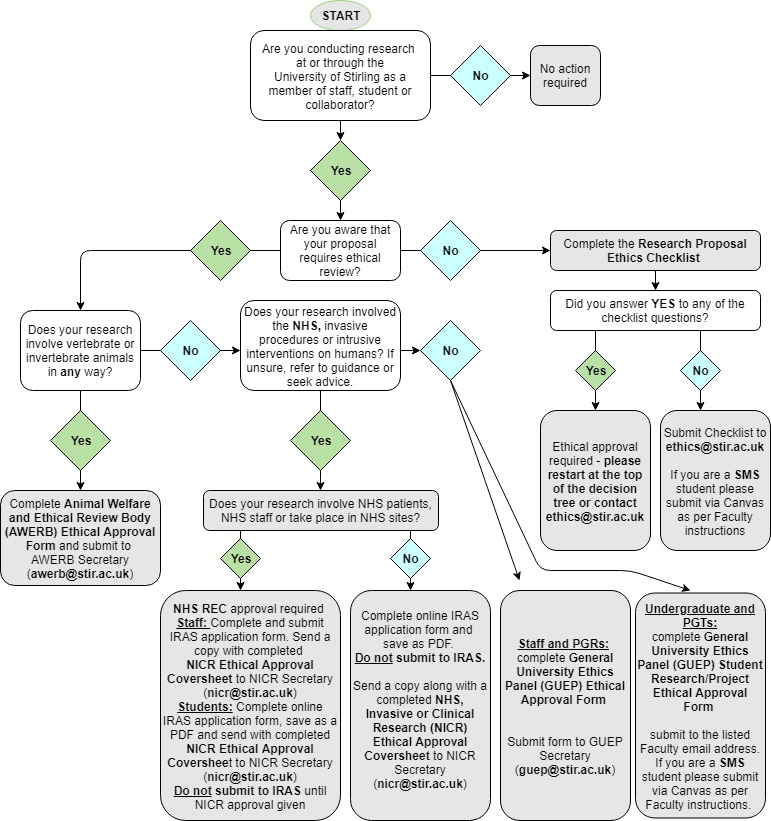 START
Are you conducting research
at or through the
University of Stirling as a
member of staff, student or
collaborator?
No
No action
required
Yes
Are you aware that
your proposal
requires ethical
review?
Yes
No
Complete the Research Proposal
Ethics Checklist
Did you answer YES to any of the
checklist questions?
Does your research
involve vertebrate or
invertebrate animals
in any way?
No
Does your research involved
the NHS, invasive
procedures or intrusive
interventions on humans? If
unsure, refer to guidance or
seek advice.
No
Yes
No
Ethical approval
required - please
restart at the top
of the decision
tree or contact
ethics@stir.ac.uk
Submit Checklist to
ethics@stir.ac.uk
If you are a SMS
student please
submit via Canvas
as per Faculty
instructions
Yes
Yes
Complete Animal Welfare
and Ethical Review Body
(AWERB) Ethical Approval
Form and submit to
AWERB Secretary
(awerb@stir.ac.uk)
Does your research involve NHS patients,
NHS staff or take place in NHS sites?
Yes
No
NHS REC approval required
Staff: Complete and submit
IRAS application form. Send a
copy with completed
NICR Ethical Approval
Coversheet to NICR Secretary
(nicr@stir.ac.uk)
Students: Complete online
IRAS application form, save as a
PDF and send with completed
NICR Ethical Approval
Coversheet to NICR Secretary
(nicr@stir.ac.uk)
Do not submit to IRAS until
NICR approval given
Complete online IRAS
application form and
save as PDF.
Do not submit to IRAS.
Send a copy along with a
completed NHS,
Invasive or Clinical
Research (NICR)
Ethical Approval
Coversheet to NICR
Secretary
(nicr@stir.ac.uk)
Staff and PGRs:
complete General
University Ethics
Panel (GUEP) Ethical
Approval Form
Submit form to GUEP
Secretary
(guep@stir.ac.uk)
Undergraduate and
PGTs:
complete General
University Ethics
Panel (GUEP) Student
Research/Project
Ethical Approval
Form
submit to the listed
Faculty email address.
If you are a SMS
student please submit
via Canvas as per
Faculty instructions.